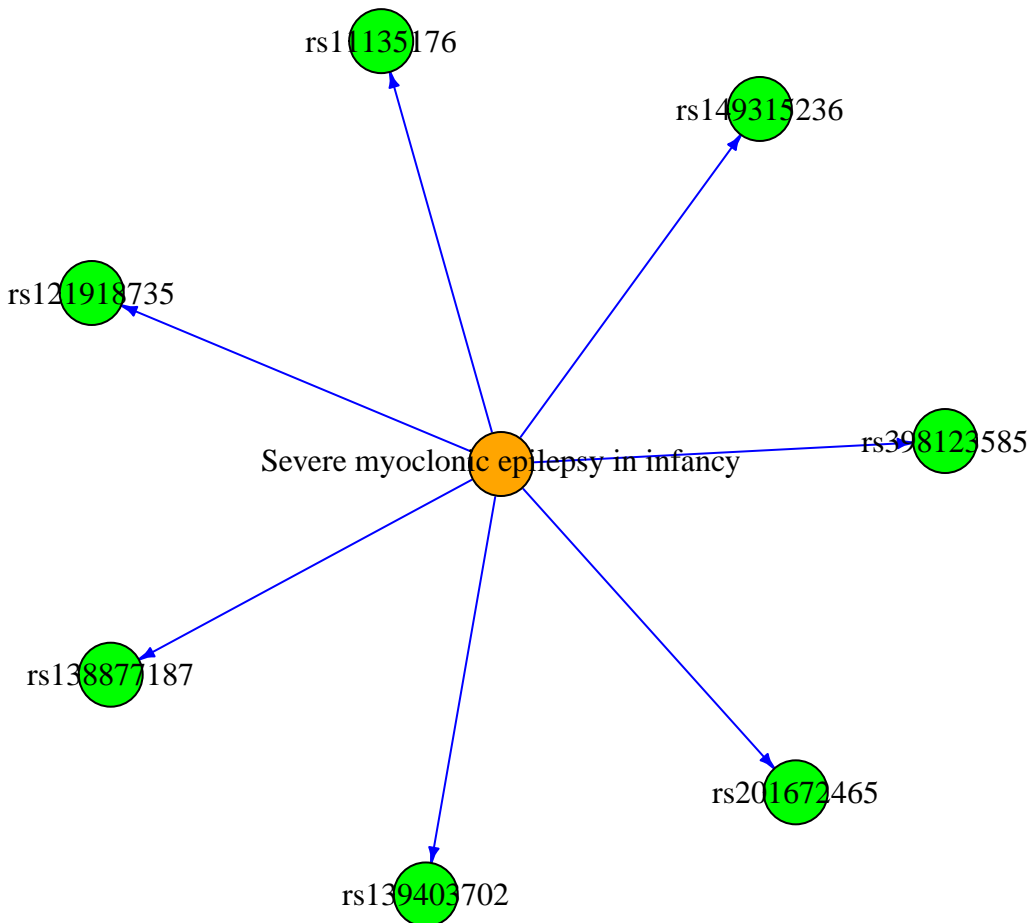 rs11135176
rs149315236
rs121918735
rs398123585
Severe myoclonic epilepsy in infancy
rs138877187
rs201672465
rs139403702